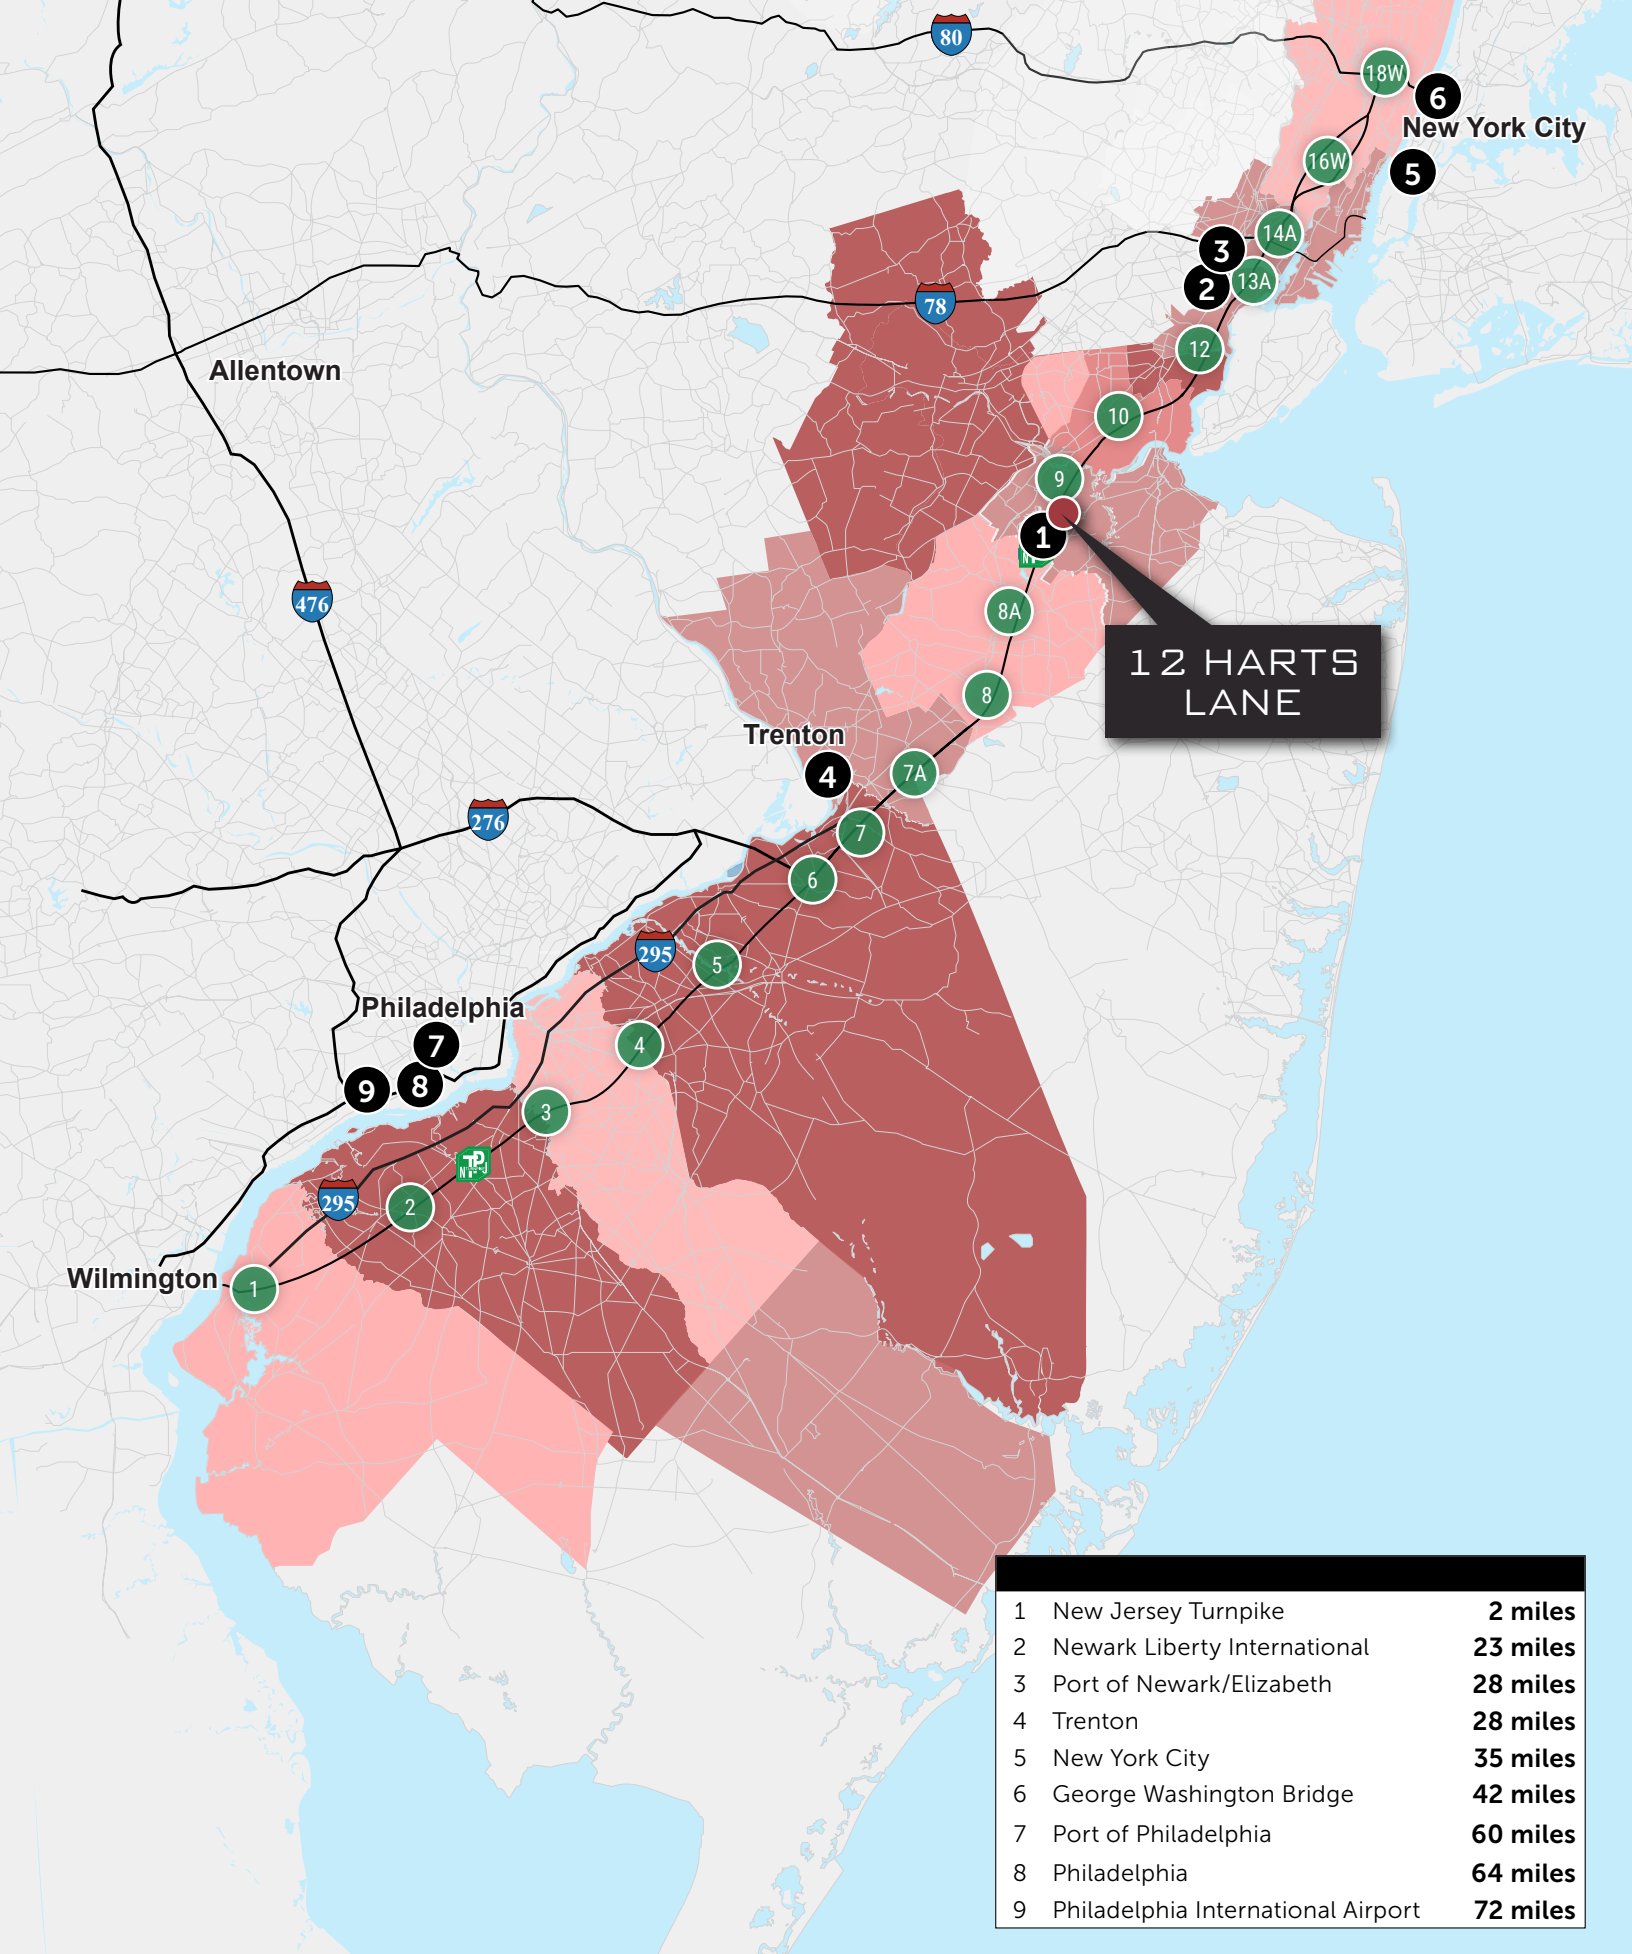 80
18W
6
New York City
16W
5
14A
3
13A
2
78
12
Allentown
10
9
1
476
8A
12 HARTS
LANE
8
Trenton
4
7A
276
7
6
295
5
Philadelphia
7
4
9
8
3
295
2
Wilmington
1
1 New Jersey Turnpike 2 miles
2 Newark Liberty International 23 miles
3 Port of Newark/Elizabeth 28 miles
4 Trenton 28 miles
5 New York City 35 miles
6 George Washington Bridge 42 miles
7 Port of Philadelphia 60 miles
8 Philadelphia 64 miles
9 Philadelphia International Airport 72 miles